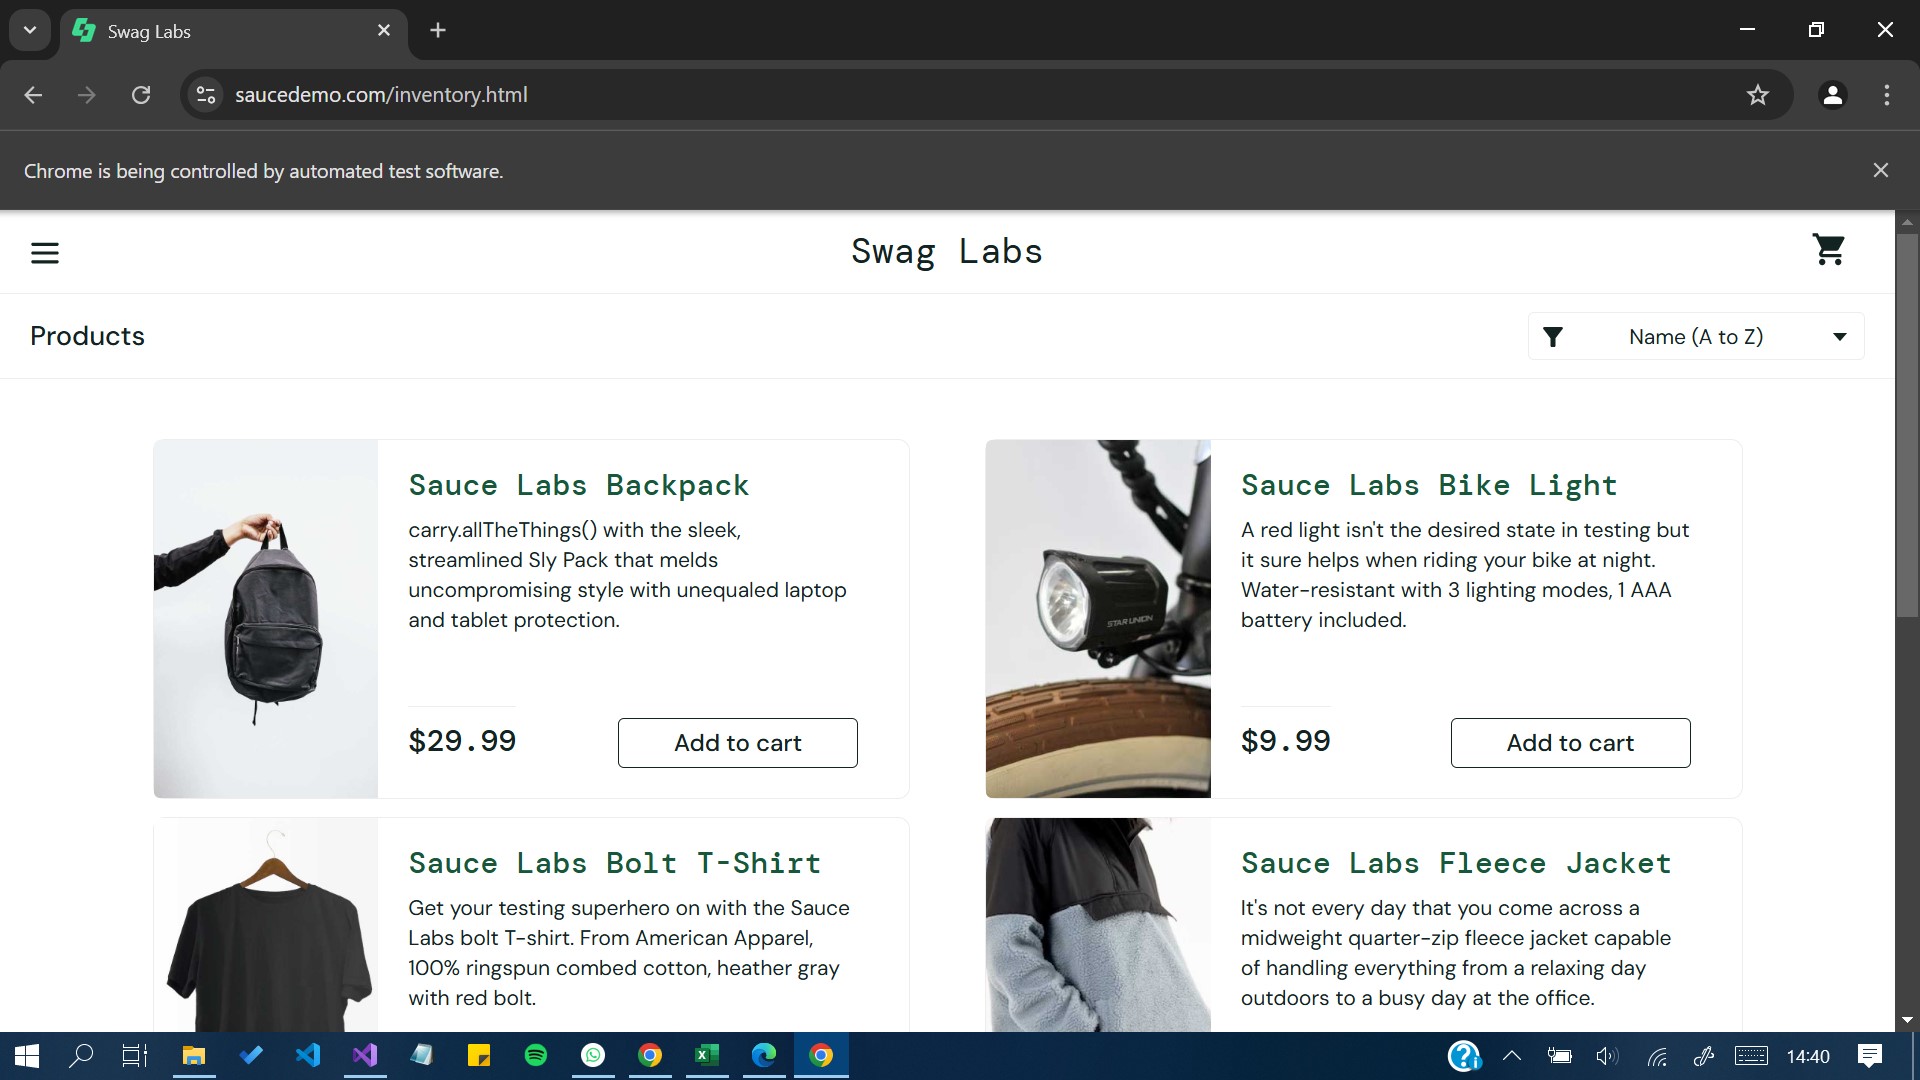 Swag Labs
saucedemo.com/inventory.html
Chrome is being controlled by automated test software.
Swag Labs
Products
Name (A to Z)
Sauce Labs Backpack
carry.allTheThings() with the sleek,
streamlined Sly Pack that melds
uncompromising style with unequaled laptop
and tablet protection.
$29.99
Add to cart
Sauce Labs Bike Light
A red light isn't the desired state in testing but
it sure helps when riding your bike at night.
Water-resistant with 3 lighting modes, 1 AAA
battery included.
STAR UNION
$9.99
Add to cart
Sauce Labs Bolt T-Shirt
Get your testing superhero on with the Sauce
Labs bolt T-shirt. From American Apparel,
100% ringspun combed cotton, heather gray
with red bolt.
Sauce Labs Fleece Jacket
It's not every day that you come across a
midweight quarter-zip fleece jacket capable
of handling everything from a relaxing day
outdoors to a busy day at the office.
14:40